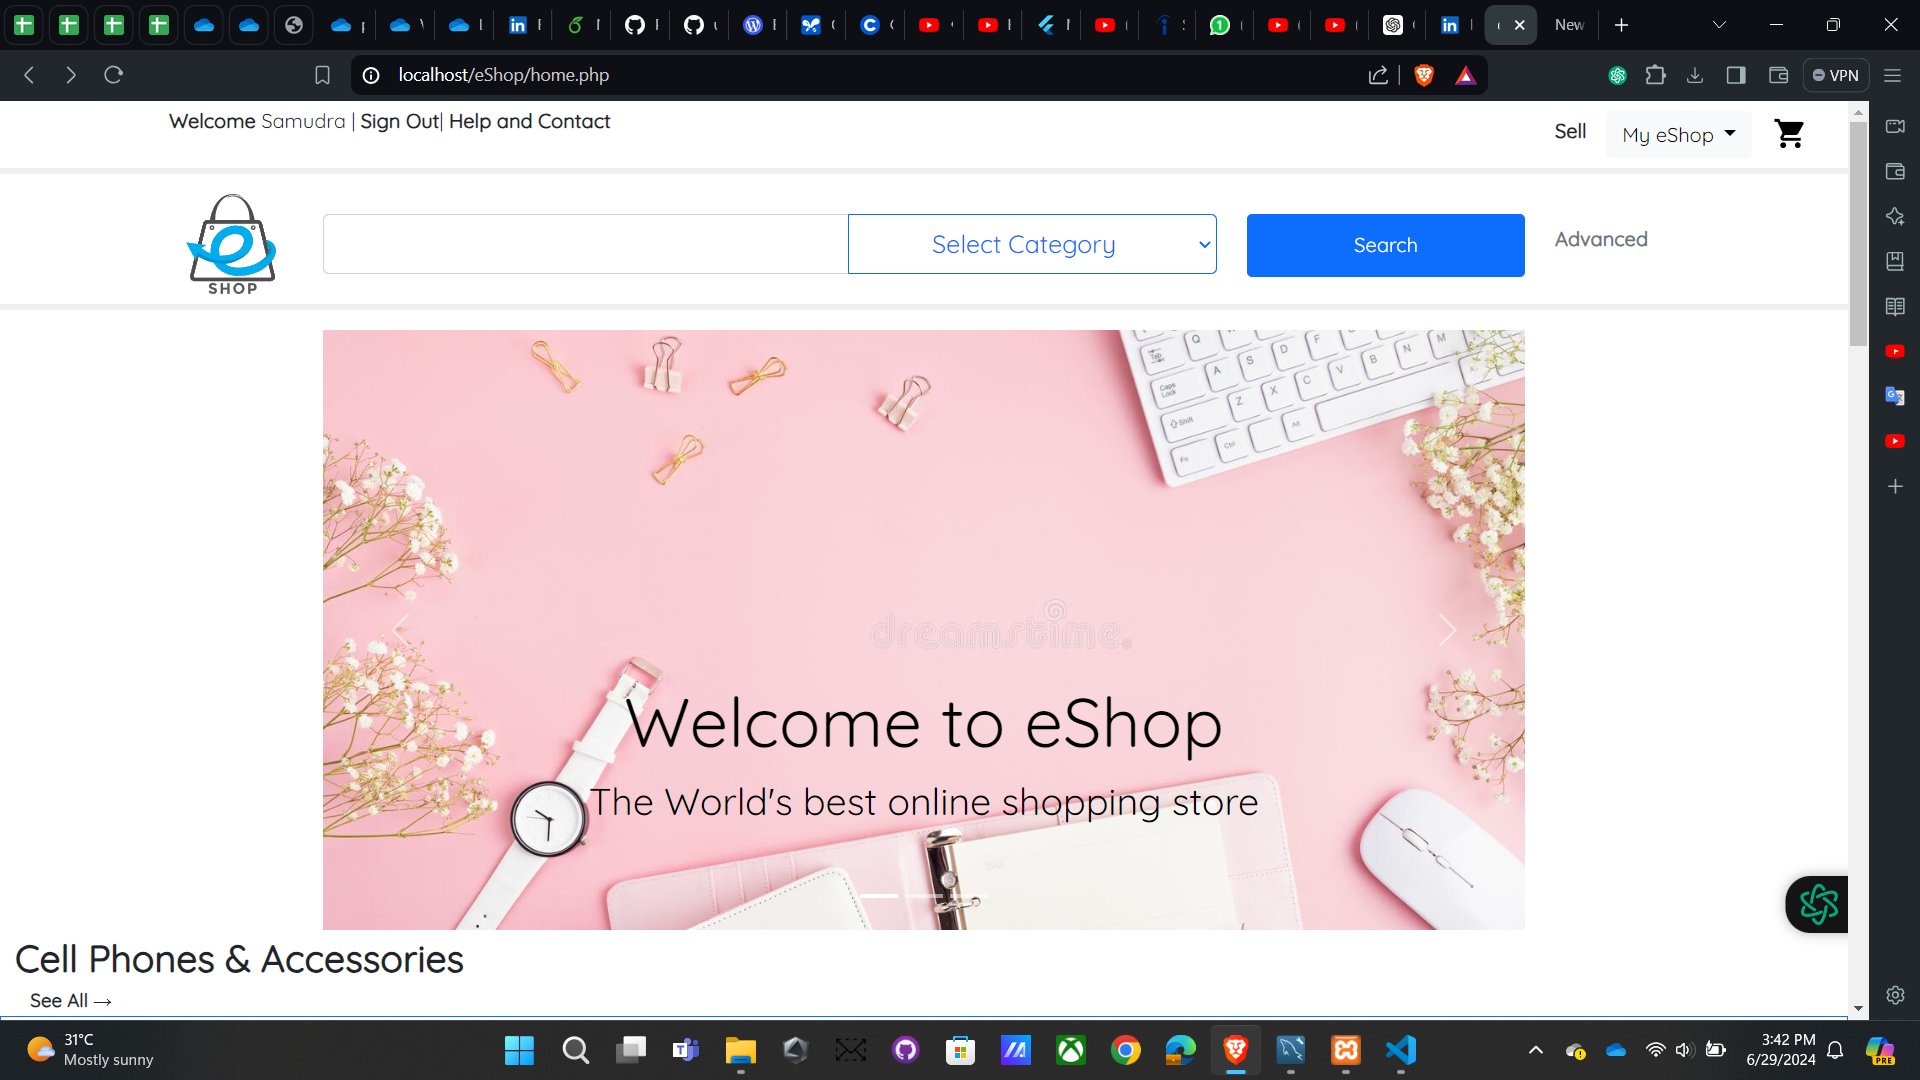 New
localhost/eShop/home.php
VPN
Welcome Samudra | Sign Out| Help and Contact
Sell
My eShop
SHOP
Select Category
Search
Advanced
dreamstime.
Welcome to eShop
The World's best online shopping store
Cell Phones & Accessories
See All →
31°C
Mostly sunny
3:42 PM
6/29/2024
PRE